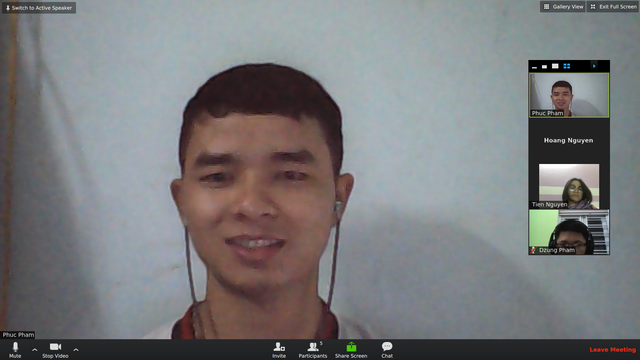 Switch to Active Speaker
Gallery View
Exit Full Screen
Phuc Pham
Hoang Nguyen
Tien Nguyen
Dzung Pham
Phuc Pham
Mute
Stop Video
Invite
Participants
5
Share Screen
Chat
Leave Meeting